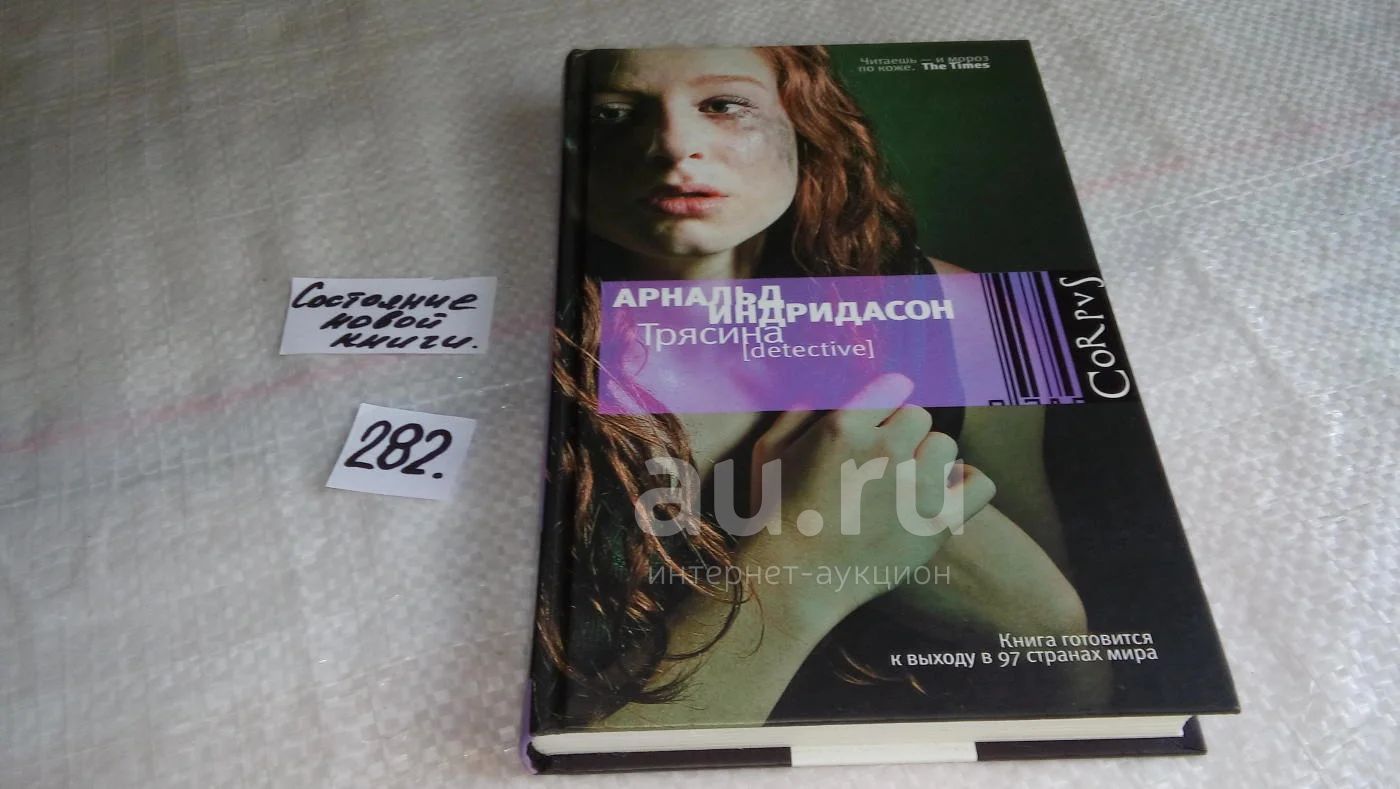 Читаешь — и мороз
по коже. The Times
АРНАЛЬД
ИНДРИДАСОН
Трясина
[detective]
CORPVS
Состояние
новой
книги.
282.
au.ru
интернет-аукцион
Книга готовится
к выходу в 97 странах мира